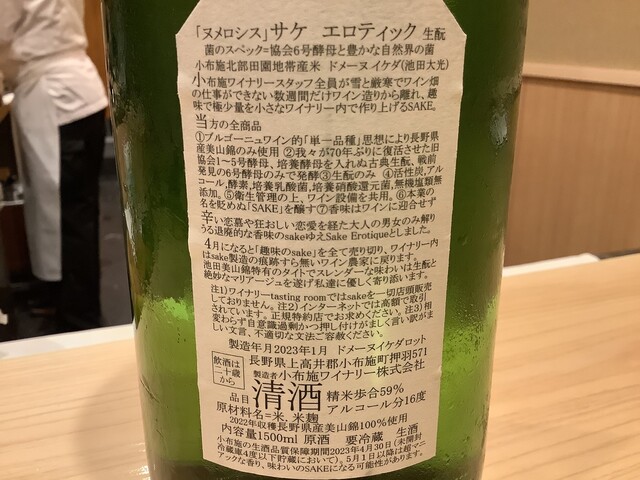 「ヌメロシス」サケ エロティック 生酛
菌のスペック=協会6号酵母と豊かな自然界の菌
小布施北部田園地帯産米 ドメーヌ イケダ(池田大光)
小布施ワイナリースタッフ全員が雪と厳寒でワイン畑
の仕事ができない数週間だけワイン造りから離れ、趣
味で極少量を小さなワイナリー内で作り上げるSAKE。
当方の全商品
①ブルゴーニュワイン的「単一品種」思想により長野県
産美山錦のみ使用 ②我々が70年ぶりに復活させた旧
協会1~5号酵母、培養酵母を入れぬ古典生酛、戦前
発見の6号酵母のみで発酵③生酛のみ ④活性炭,アル
コール,酵素,培養乳酸菌,培養硝酸還元菌,無機塩類無
添加。⑤衛生管理の上、ワイン設備を共用。⑥本業の
名を貶めぬ「SAKE」を醸す⑦香味はワインに迎合せず
辛い恋慕や狂おしい恋愛を経た大人の男女のみ解り
うる退廃的な香味のsakeゆえSake Erotiqueとしました。
4月になると「趣味のsake」を全て売り切り、ワイナリー内
はsake製造の痕跡すら無いワイン農家に戻ります。
池田美山錦特有のタイトでスレンダーな味わいは生酛と
絶妙なマリアージュを遂げ私達に優しく寄り添います。
注1)ワイナリーtasting roomではsakeを一切店頭販売
しておりません。注2)インターネットでは高額で取引
されています。正規特約店でお求めください。注3)相
変わらず自意識過剰かつ押し付けがましく言い訳がま
しい文言、不適切な文法ご容赦ください。
製造年月2023年1月 ドメーヌイケダロット
飲酒は
二十歳
から
長野県上高井郡小布施町押羽571
製造者 小布施ワイナリー株式会社
品目 清酒 精米歩合59%
アルコール分16度
原材料名=米,米麹
2022年収穫長野県産美山錦100%使用
内容量1500ml 原酒 要冷蔵 生酒
小布施の生酒品質保障期限2023年4月30日(未開封
冷蔵庫4度以下貯蔵において)。5月1日以降は超マニ
アックな香り、味わいのSAKEになる可能性があります。